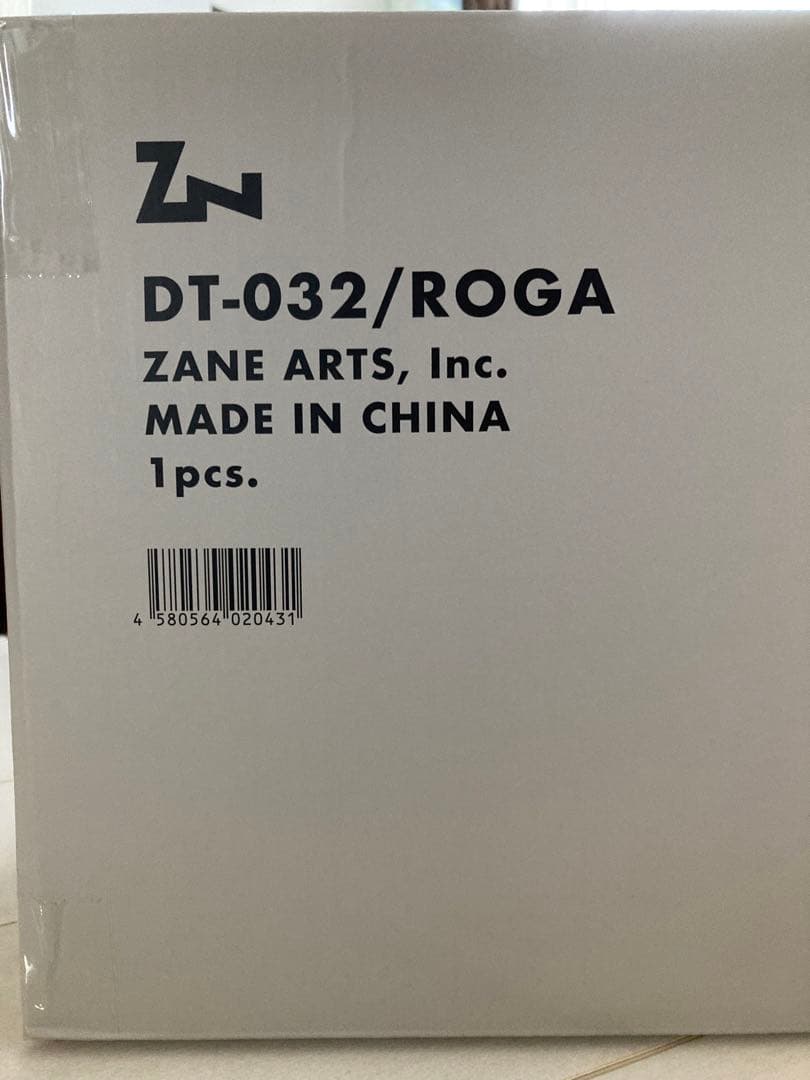 ZN
DT-032/ROGA
ZANE ARTS, Inc.
MADE IN CHINA
1pcs.
4 580564 020431